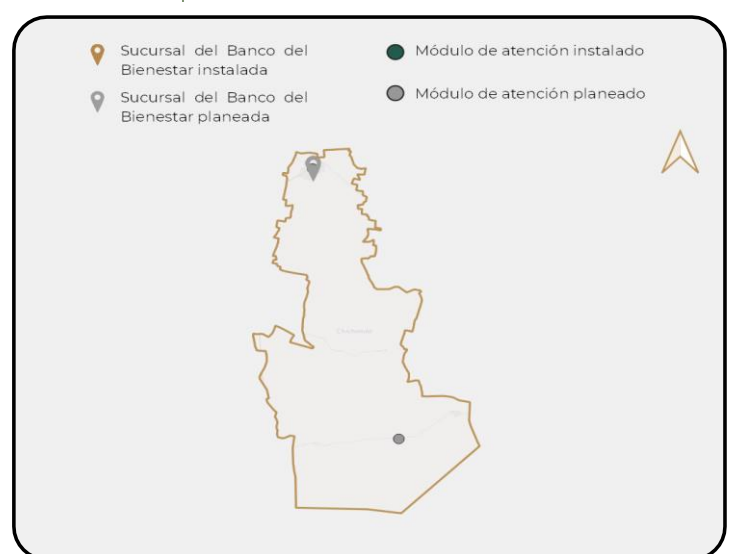 Sucursal del Banco del
Bienestar instalada
Sucursal del Banco del
Bienestar planeada
Módulo de atención instalado
Módulo de atención planeado